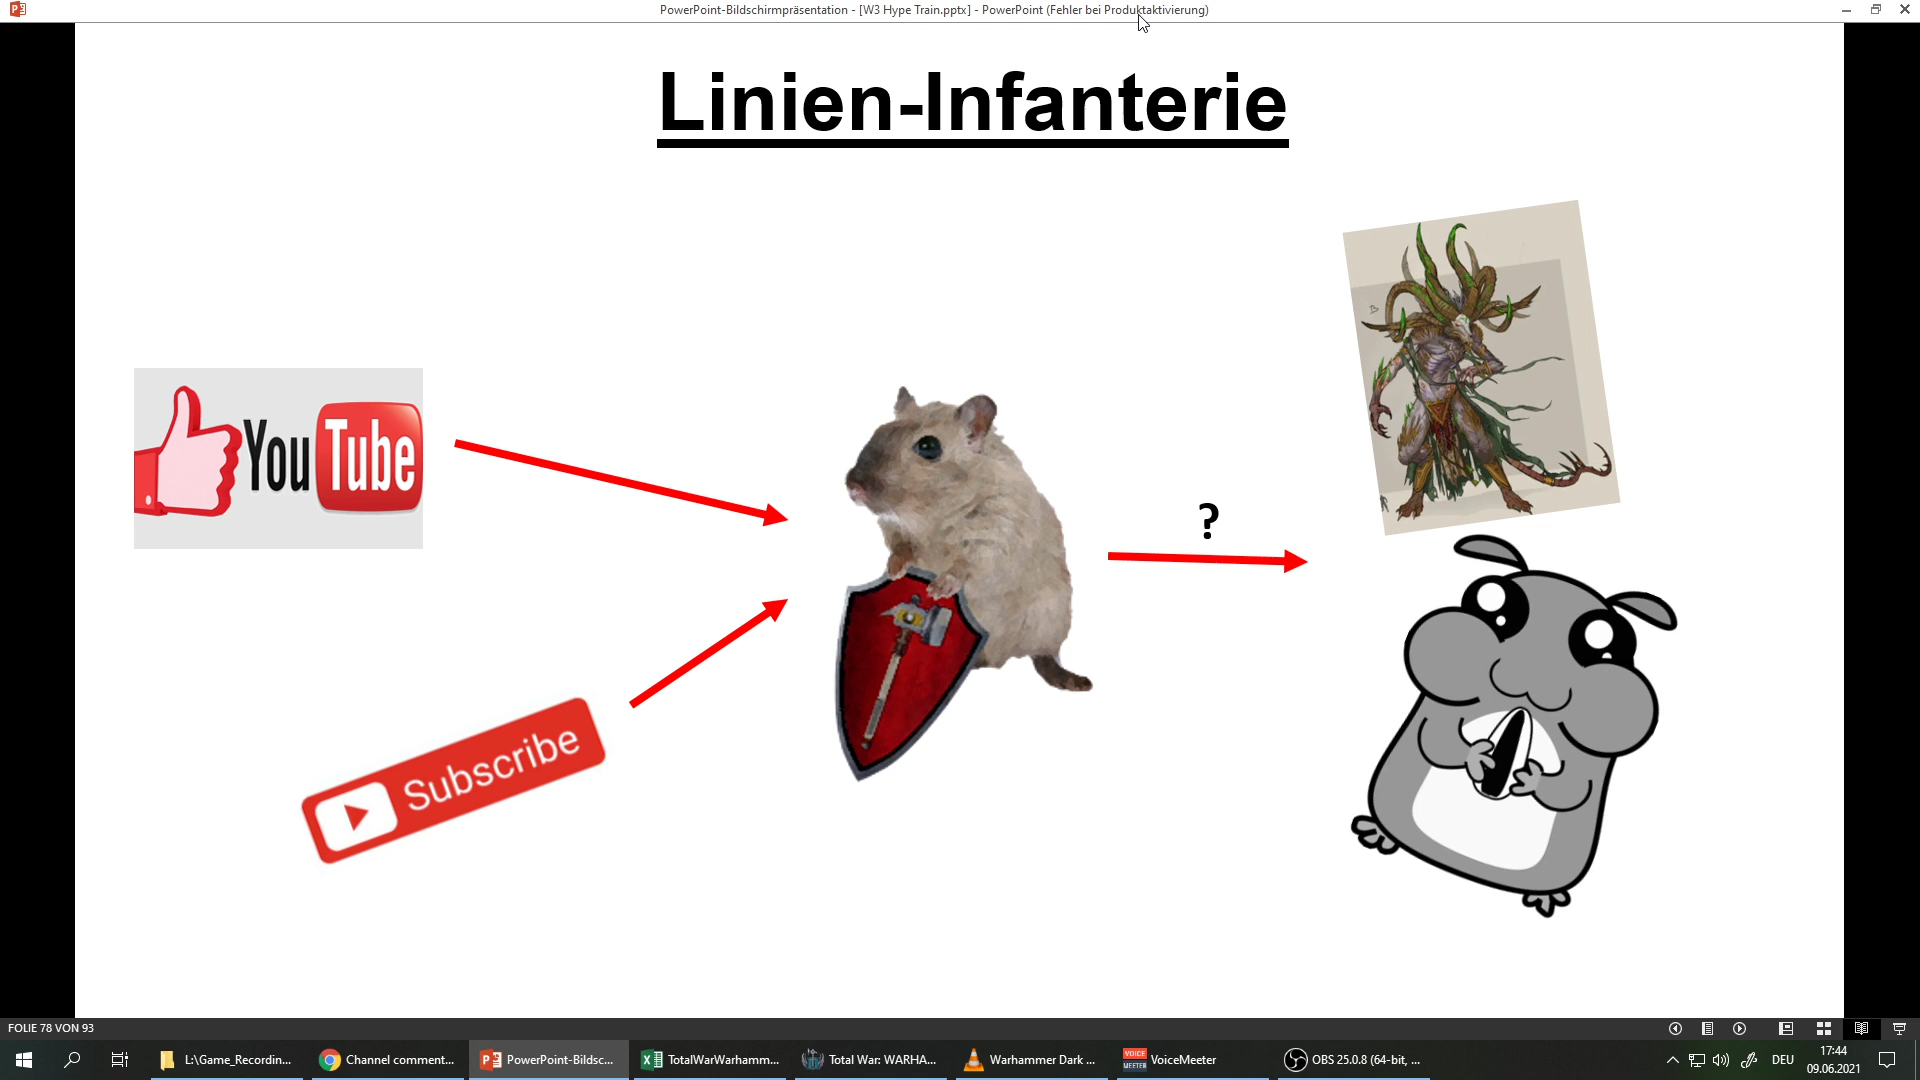 PowerPoint-Bildschirmpräsentation - [W3 Hype Train.pptx] - PowerPoint (Fehler bei Produktaktivierung)
Linien-Infanterie
YouTube
?
Subscribe
FOLIE 78 VON 93
L:\Game_Recordin...
Channel comment...
PowerPoint-Bildsc...
TotalWarWarhamm...
Total War: WARHA...
Warhammer Dark ...
VOICE MEETER
VoiceMeeter
OBS 25.0.8 (64-bit, ...
DEU
17:44
09.06.2021